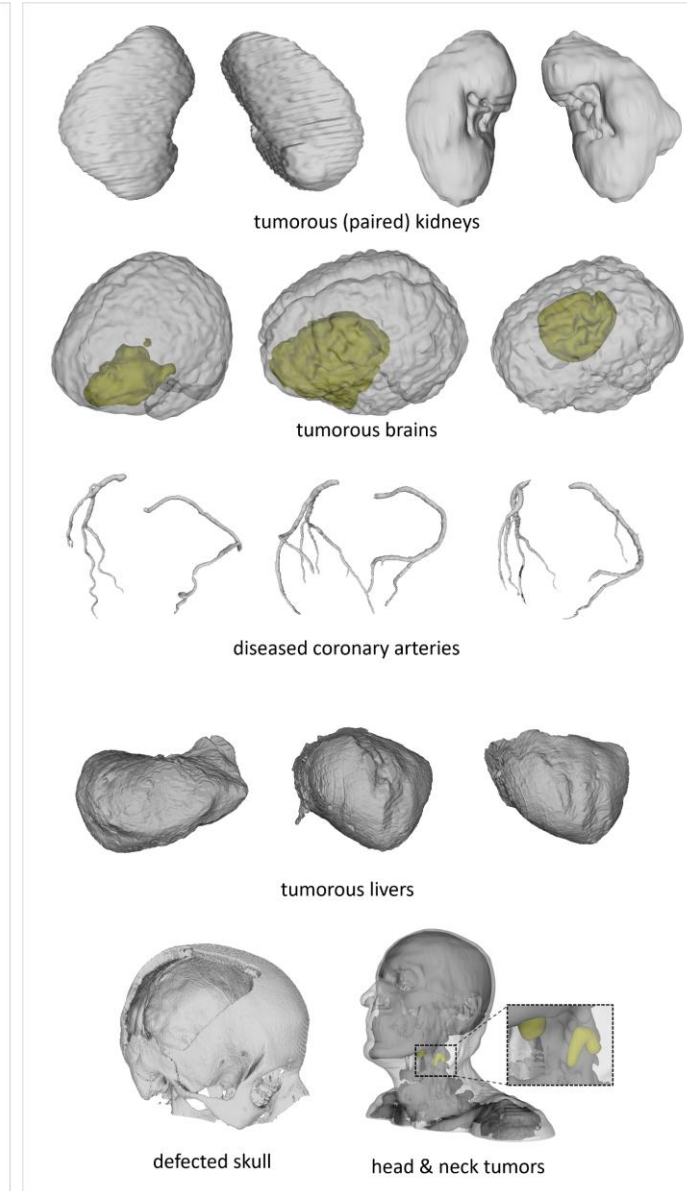 tumorous (paired) kidneys
tumorous brains
diseased coronary arteries
tumorous livers
defected skull
head & neck tumors